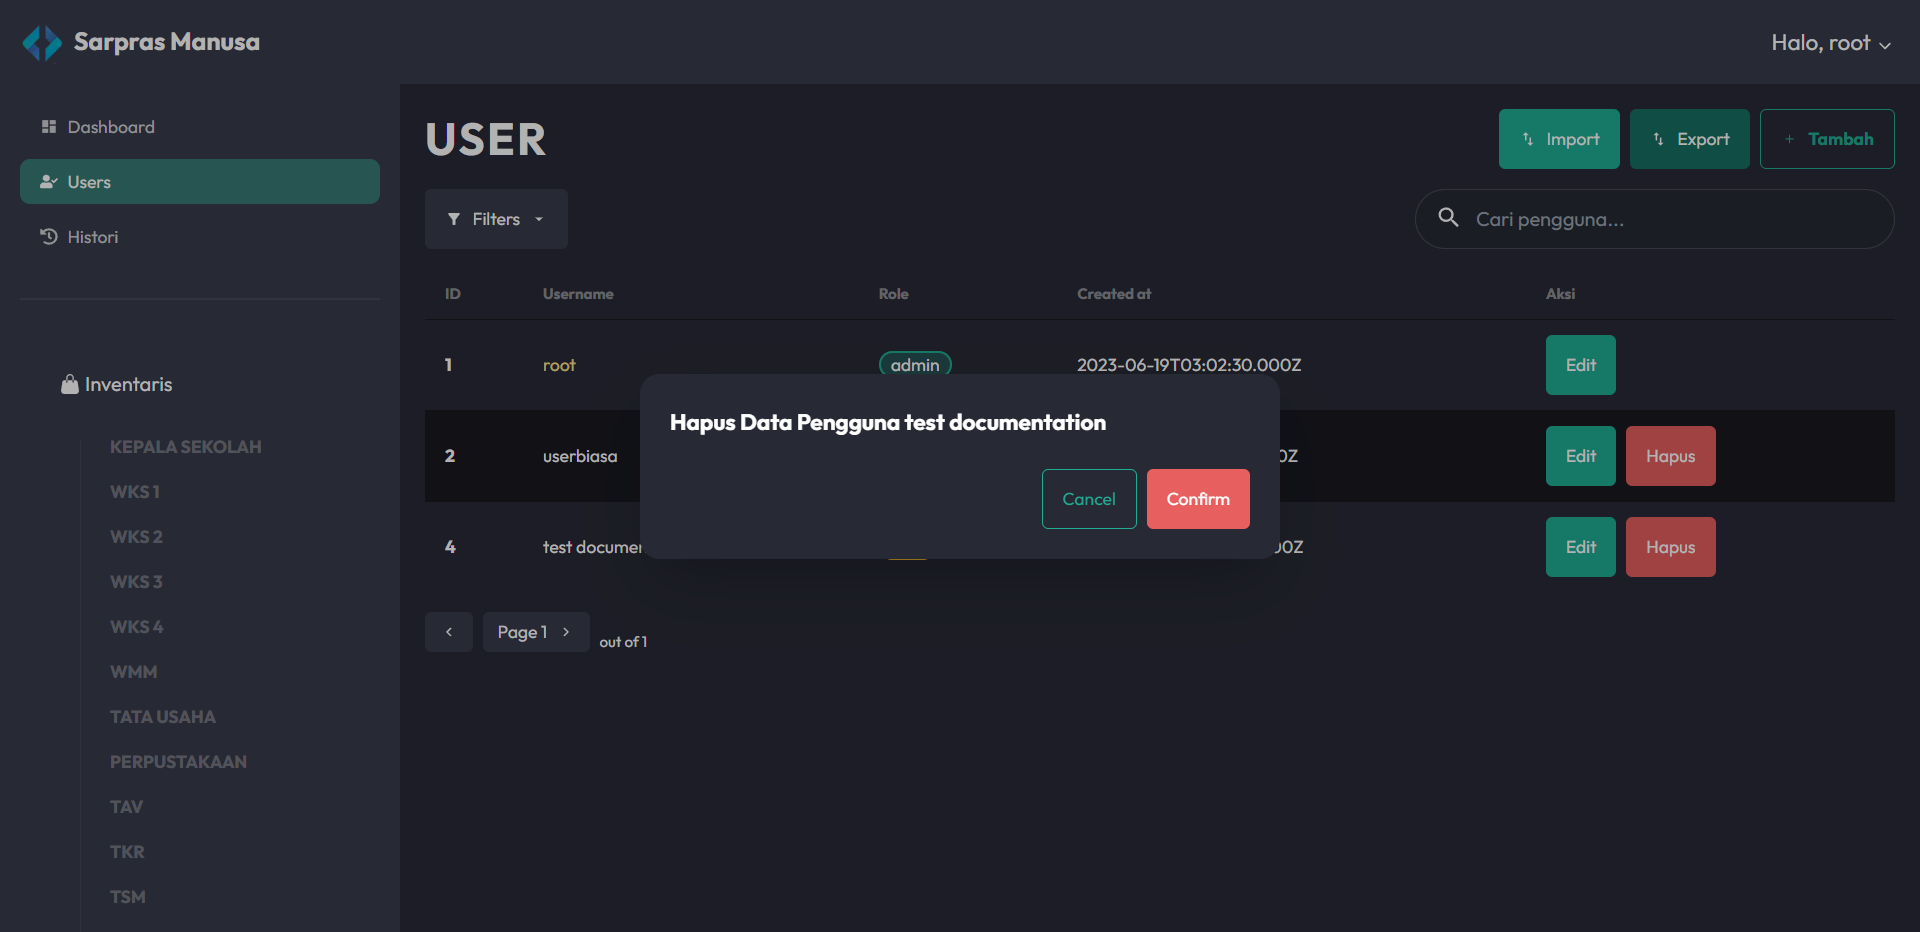 Sarpras Manusa
Halo, root
Dashboard
Users
Histori
Inventaris
KEPALA SEKOLAH
WKS 1
WKS 2
WKS 3
WKS 4
WMM
TATA USAHA
PERPUSTAKAAN
TAV
TKR
TSM
USER
Import
Export
+ Tambah
Filters
Cari pengguna...
ID Username Role Created at Aksi
1 root admin 2023-06-19T03:02:30.000Z Edit
2 userbiasa 0Z Edit Hapus
4 test documen 00Z Edit Hapus
Hapus Data Pengguna test documentation
Cancel Confirm
Page 1
out of 1